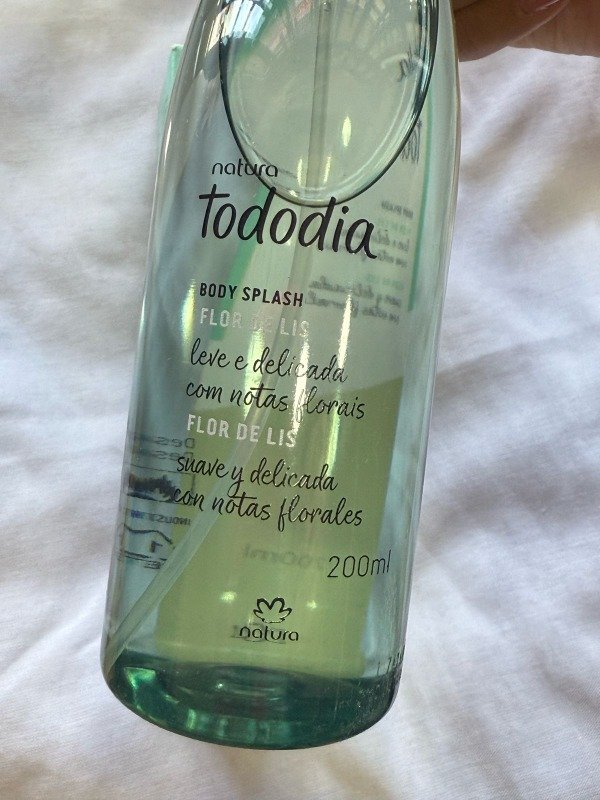 natura
tododia
BODY SPLASH
FLOR DE LIS
leve e delicada
com notas florais
FLOR DE LIS
suave y delicada
con notas florales
200ml
natura